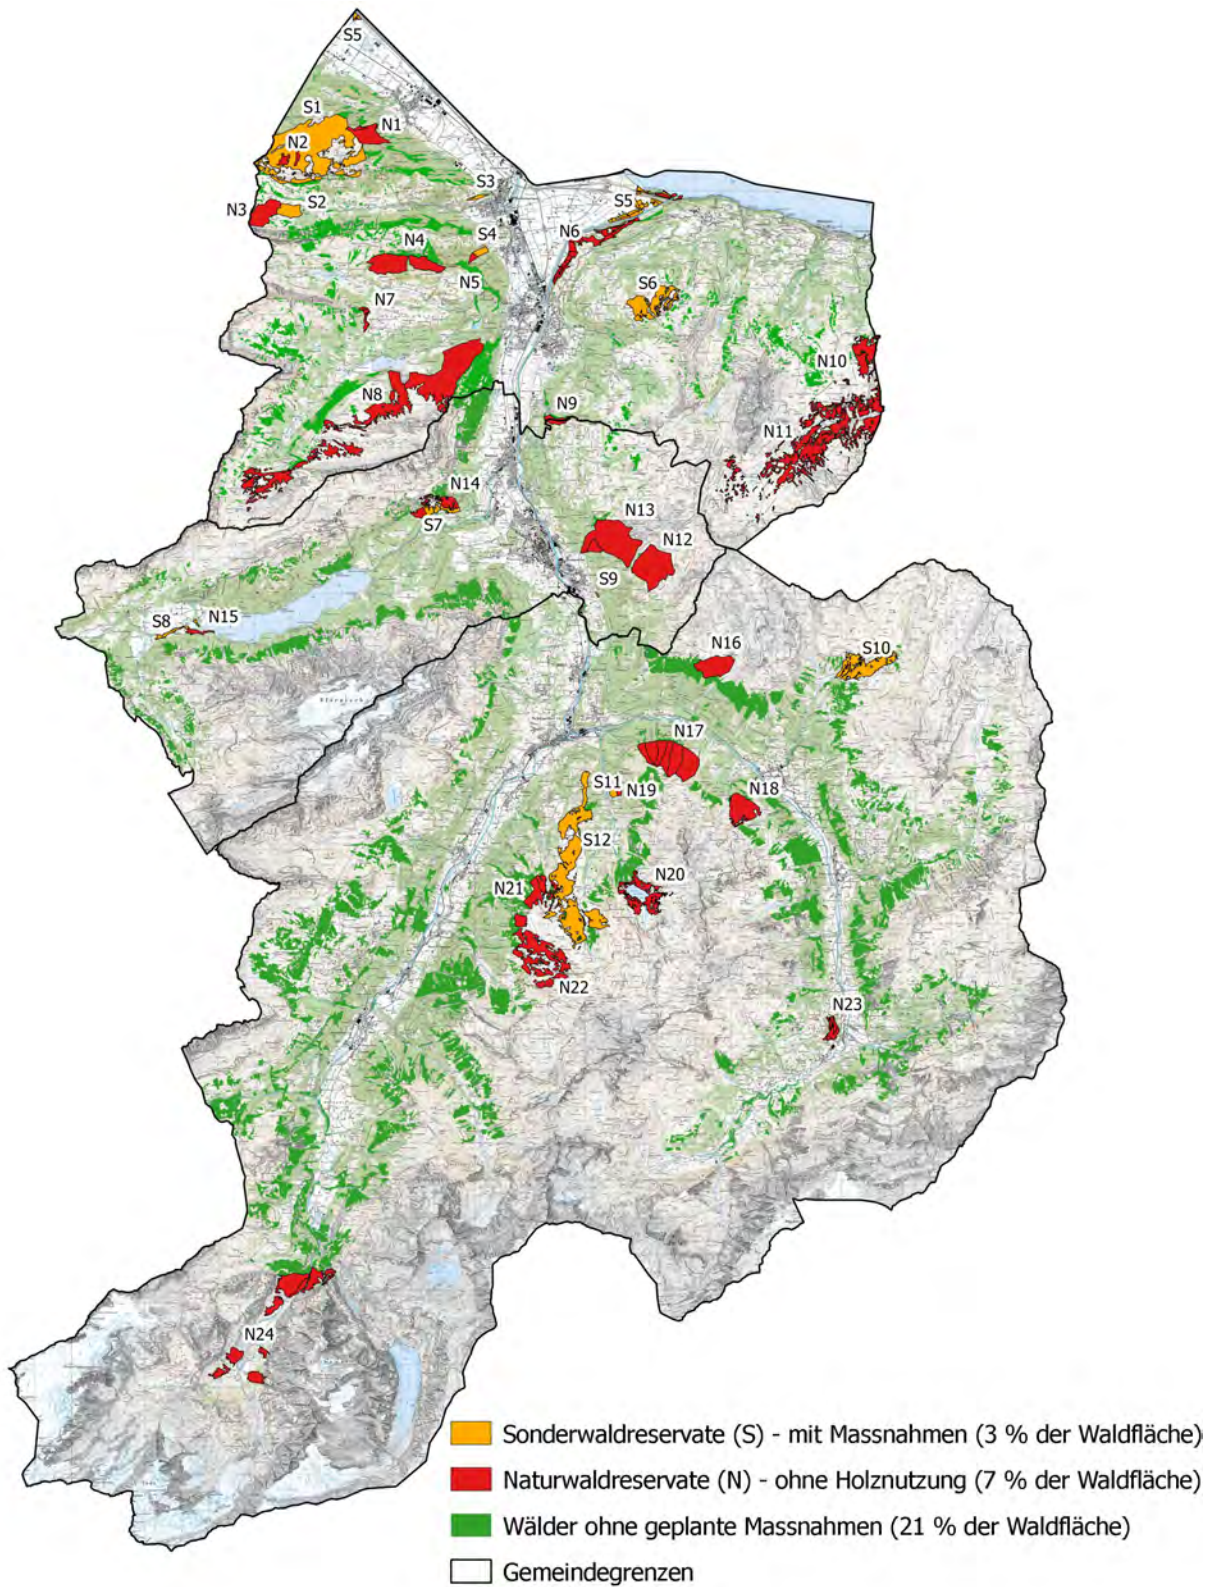 S5
S1
N1
N2
S3
N3
S2
S5
N6
S4
N4
N5
S6
N7
N10
N8
N9
N11
N14
N13
S7
N12
S9
S8
N15
N16
S10
N17
S11
N19
N18
S12
N20
N21
N22
N23
N24
Sonderwaldreservate (S) - mit Massnahmen (3 % der Waldfläche)
Naturwaldreservate (N) - ohne Holznutzung (7 % der Waldfläche)
Wälder ohne geplante Massnahmen (21 % der Waldfläche)
Gemeindegrenzen